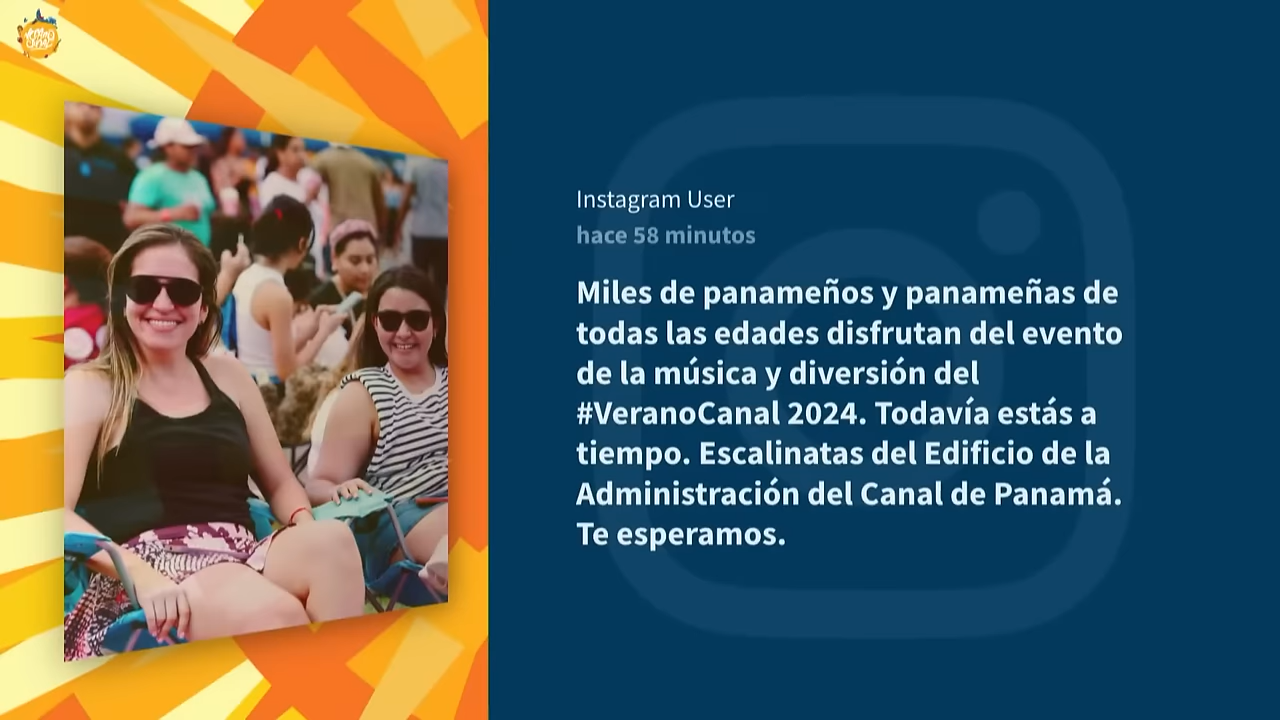 Instagram User
hace 58 minutos
Miles de panameños y panameñas de
todas las edades disfrutan del evento
de la música y diversión del
#VeranoCanal 2024. Todavía estás a
tiempo. Escalinatas del Edificio de la
Administración del Canal de Panamá.
Te esperamos.